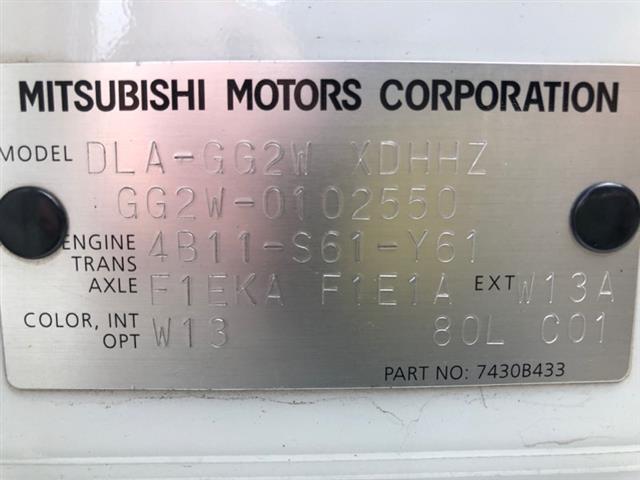 MITSUBISHI MOTORS CORPORATION
MODEL DLA-GG2W XDHHZ
GG2W-0102550
ENGINE 4B11-S61-Y61
TRANS
AXLE F1EKA F1E1A EXT W13A
COLOR, INT
OPT W13 80L C01
PART NO: 7430B433